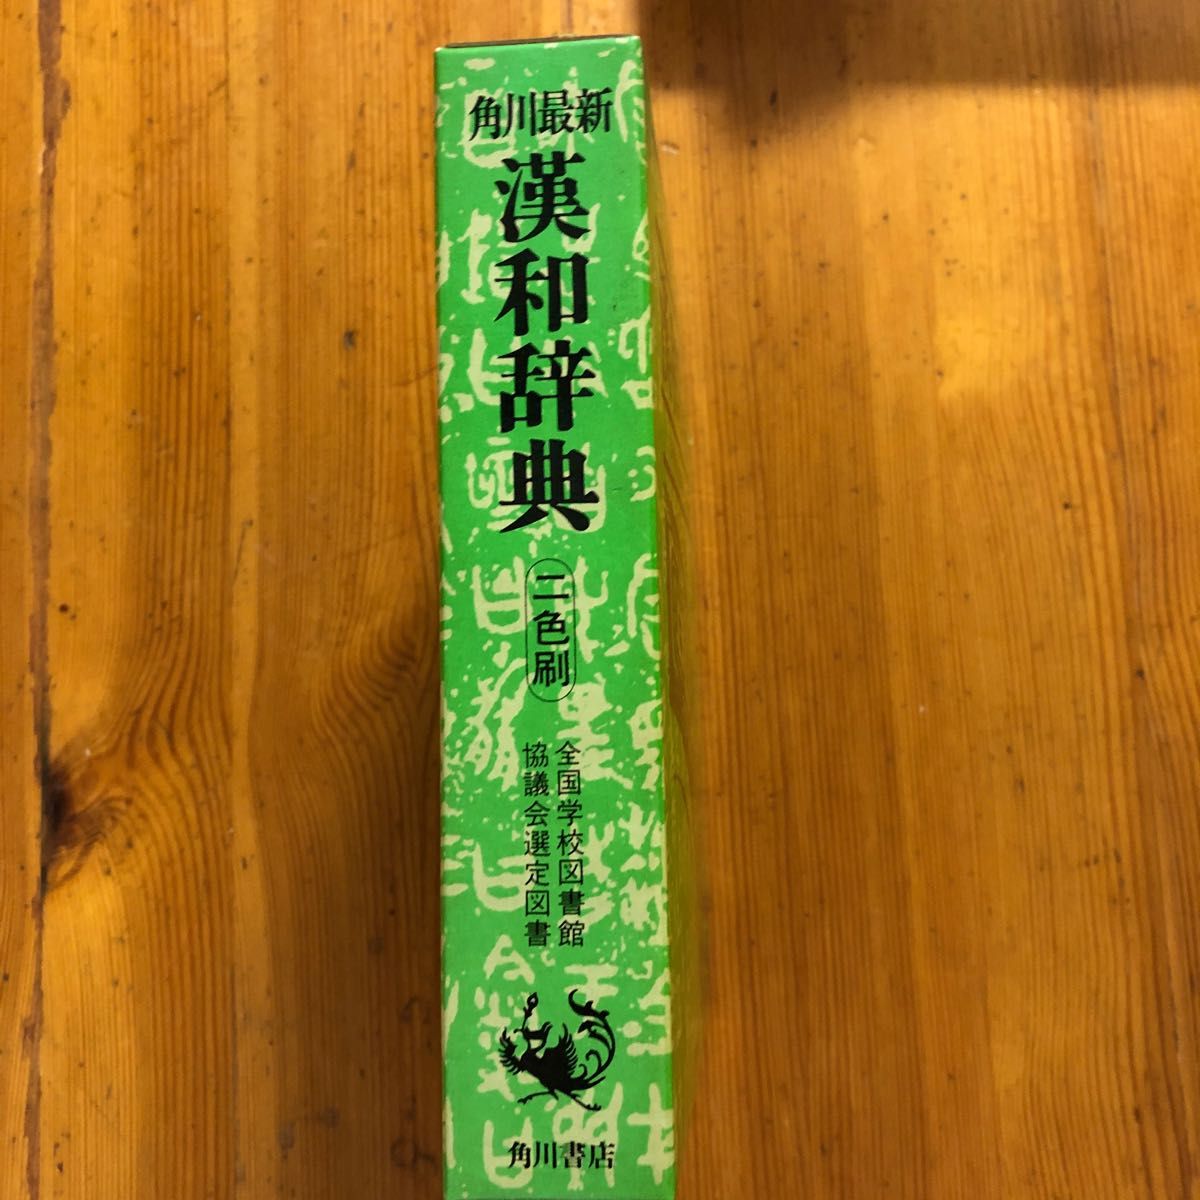 角川最新
漢和辞典
二色刷
全国学校図書館
協議会選定図書
角川書店